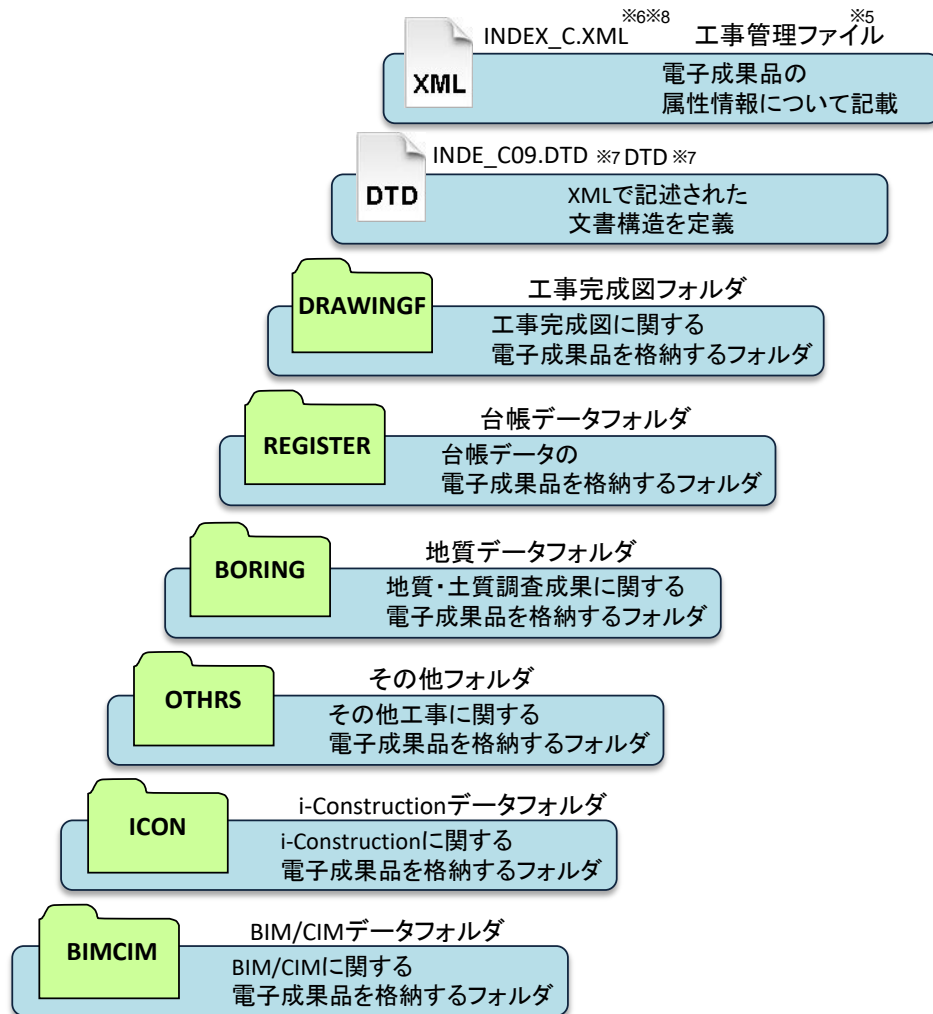 INDEX_C.XML ※6※8 工事管理ファイル ※5
XML
電子成果品の
属性情報について記載
INDE_C09.DTD ※7 DTD ※7
DTD
XMLで記述された
文書構造を定義
工事完成図フォルダ
DRAWINGF
工事完成図に関する
電子成果品を格納するフォルダ
台帳データフォルダ
REGISTER
台帳データの
電子成果品を格納するフォルダ
地質データフォルダ
BORING
地質・土質調査成果に関する
電子成果品を格納するフォルダ
その他フォルダ
OTHRS
その他工事に関する
電子成果品を格納するフォルダ
i-Constructionデータフォルダ
ICON
i-Constructionに関する
電子成果品を格納するフォルダ
BIM/CIMデータフォルダ
BIMCIM
BIM/CIMに関する
電子成果品を格納するフォルダ